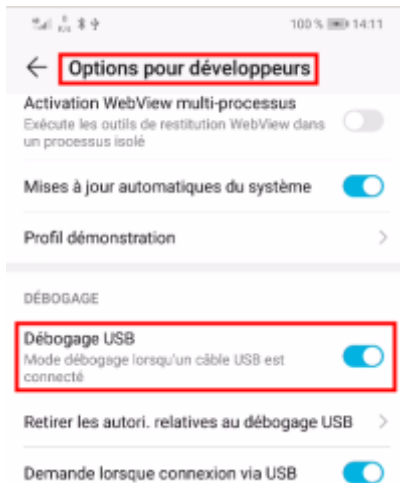 100 % 14:11
Options pour développeurs
Activation WebView multi-processus
Exécute les outils de restitution WebView dans
un processus isolé
Mises à jour automatiques du système
Profil démonstration
DÉBOGAGE
Débogage USB
Mode débogage lorsqu'un câble USB est
connecté
Retirer les autori. relatives au débogage USB
Demande lorsque connexion via USB